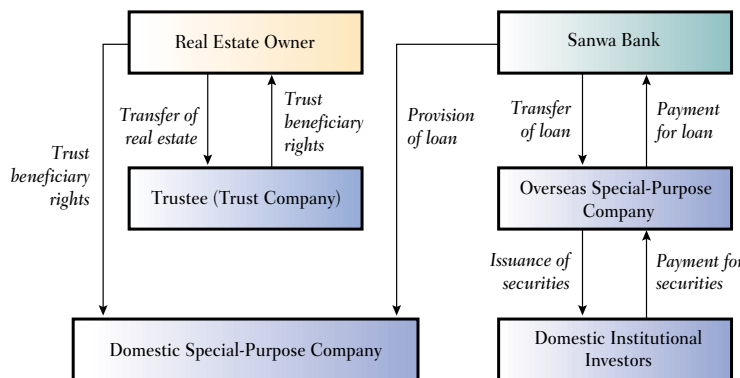 Real Estate Owner
Sanwa Bank
Transfer of
real estate
Trust
beneficiary
rights
Provision
of loan
Transfer
of loan
Payment
for loan
Trust
beneficiary
rights
Trustee (Trust Company)
Overseas Special-Purpose
Company
Issuance of
securities
Payment for
securities
Domestic Special-Purpose Company
Domestic Institutional
Investors